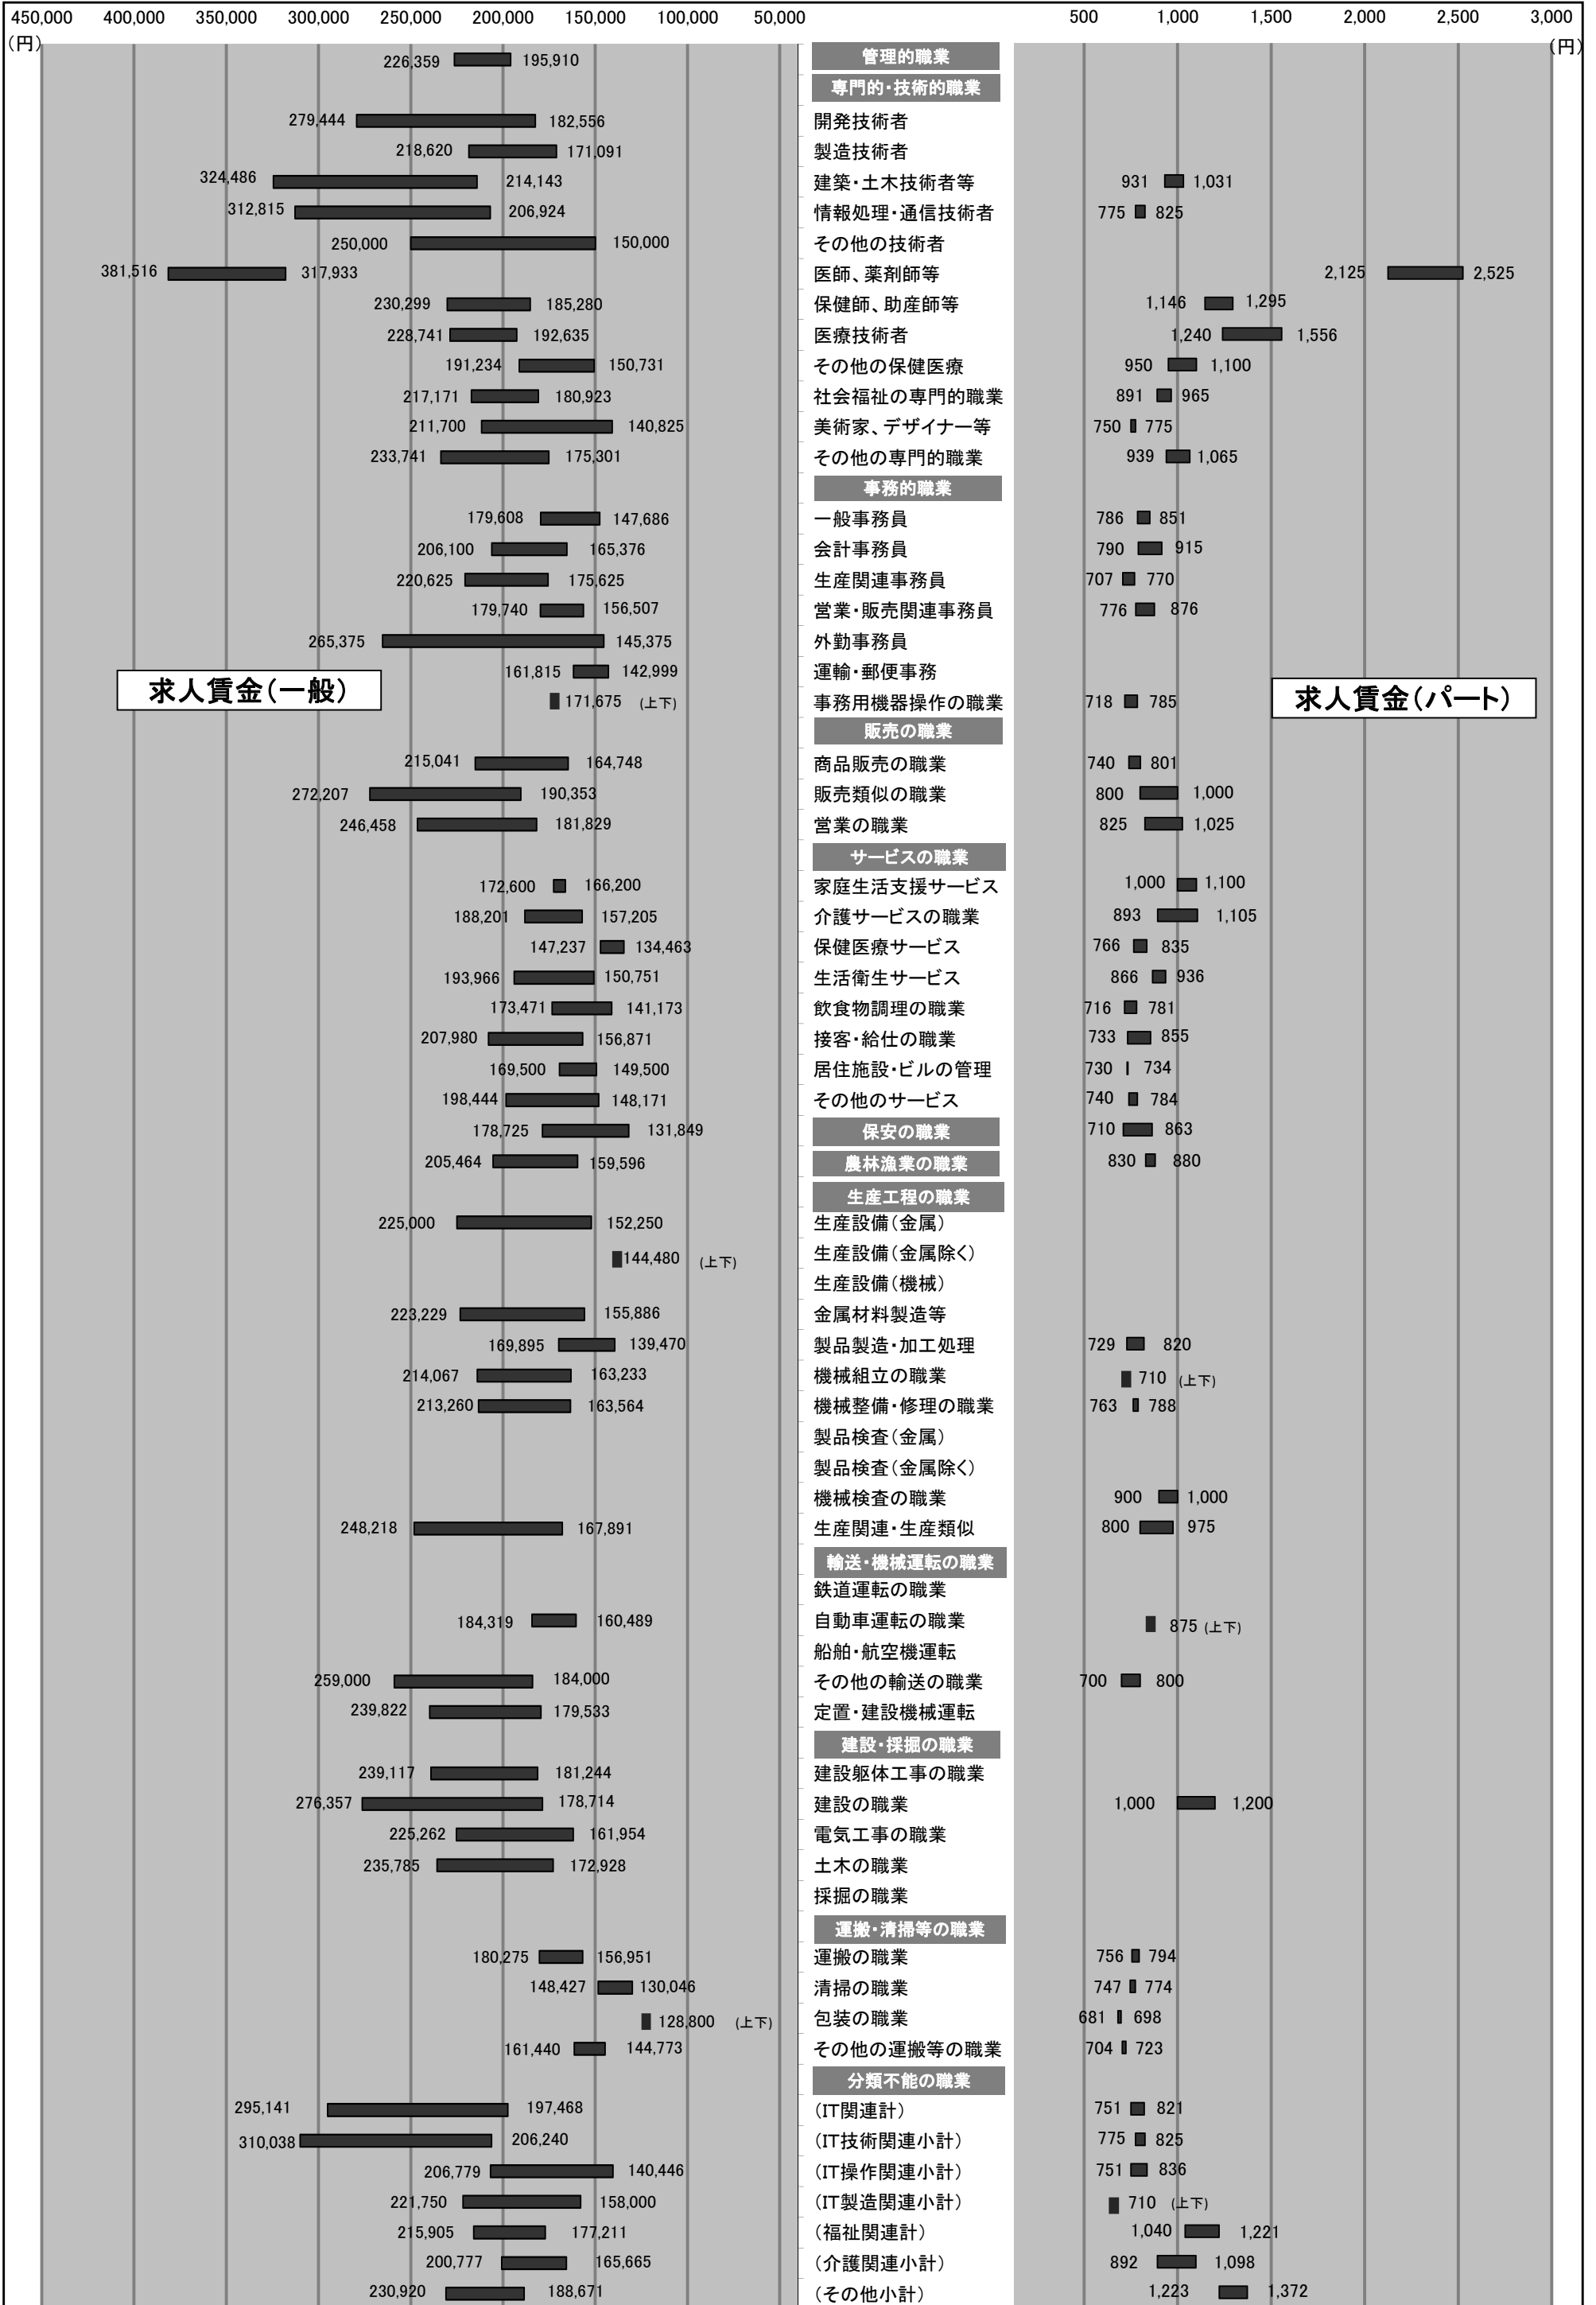 450,000 400,000 350,000 300,000 250,000 200,000 150,000 100,000 50,000 500 1,000 1,500 2,000 2,500 3,000
(円) (円)
226,359 195,910 管理的職業
専門的・技術的職業
279,444 182,556 開発技術者
218,620 171,091 製造技術者
324,486 214,143 建築・土木技術者等 931 1,031
312,815 206,924 情報処理・通信技術者 775 825
250,000 150,000 その他の技術者
381,516 317,933 医師、薬剤師等 2,125 2,525
230,299 185,280 保健師、助産師等 1,146 1,295
228,741 192,635 医療技術者 1,240 1,556
191,234 150,731 その他の保健医療 950 1,100
217,171 180,923 社会福祉の専門的職業 891 965
211,700 140,825 美術家、デザイナー等 750 775
233,741 175,301 その他の専門的職業 939 1,065
事務的職業
179,608 147,686 一般事務員 786 851
206,100 165,376 会計事務員 790 915
220,625 175,625 生産関連事務員 707 770
179,740 156,507 営業・販売関連事務員 776 876
265,375 145,375 外勤事務員
161,815 142,999 運輸・郵便事務
求人賃金(一般) 求人賃金(パート)
171,675 (上下) 事務用機器操作の職業 718 785
販売の職業
215,041 164,748 商品販売の職業 740 801
272,207 190,353 販売類似の職業 800 1,000
246,458 181,829 営業の職業 825 1,025
サービスの職業
172,600 166,200 家庭生活支援サービス 1,000 1,100
188,201 157,205 介護サービスの職業 893 1,105
147,237 134,463 保健医療サービス 766 835
193,966 150,751 生活衛生サービス 866 936
173,471 141,173 飲食物調理の職業 716 781
207,980 156,871 接客・給仕の職業 733 855
169,500 149,500 居住施設・ビルの管理 730 734
198,444 148,171 その他のサービス 740 784
178,725 131,849 保安の職業 710 863
205,464 159,596 農林漁業の職業 830 880
生産工程の職業
225,000 152,250 生産設備(金属)
144,480 (上下) 生産設備(金属除く)
生産設備(機械)
223,229 155,886 金属材料製造等
169,895 139,470 製品製造・加工処理 729 820
214,067 163,233 機械組立の職業 710 (上下)
213,260 163,564 機械整備・修理の職業 763 788
製品検査(金属)
製品検査(金属除く)
機械検査の職業 900 1,000
248,218 167,891 生産関連・生産類似 800 975
輸送・機械運転の職業
鉄道運転の職業
184,319 160,489 自動車運転の職業 875 (上下)
船舶・航空機運転
259,000 184,000 その他の輸送の職業 700 800
239,822 179,533 定置・建設機械運転
建設・採掘の職業
239,117 181,244 建設躯体工事の職業
276,357 178,714 建設の職業 1,000 1,200
225,262 161,954 電気工事の職業
235,785 172,928 土木の職業
採掘の職業
運搬・清掃等の職業
180,275 156,951 運搬の職業 756 794
148,427 130,046 清掃の職業 747 774
128,800 (上下) 包装の職業 681 698
161,440 144,773 その他の運搬等の職業 704 723
分類不能の職業
295,141 197,468 (IT関連計) 751 821
310,038 206,240 (IT技術関連小計) 775 825
206,779 140,446 (IT操作関連小計) 751 836
221,750 158,000 (IT製造関連小計) 710 (上下)
215,905 177,211 (福祉関連計) 1,040 1,221
200,777 165,665 (介護関連小計) 892 1,098
230,920 188,671 (その他小計) 1,223 1,372